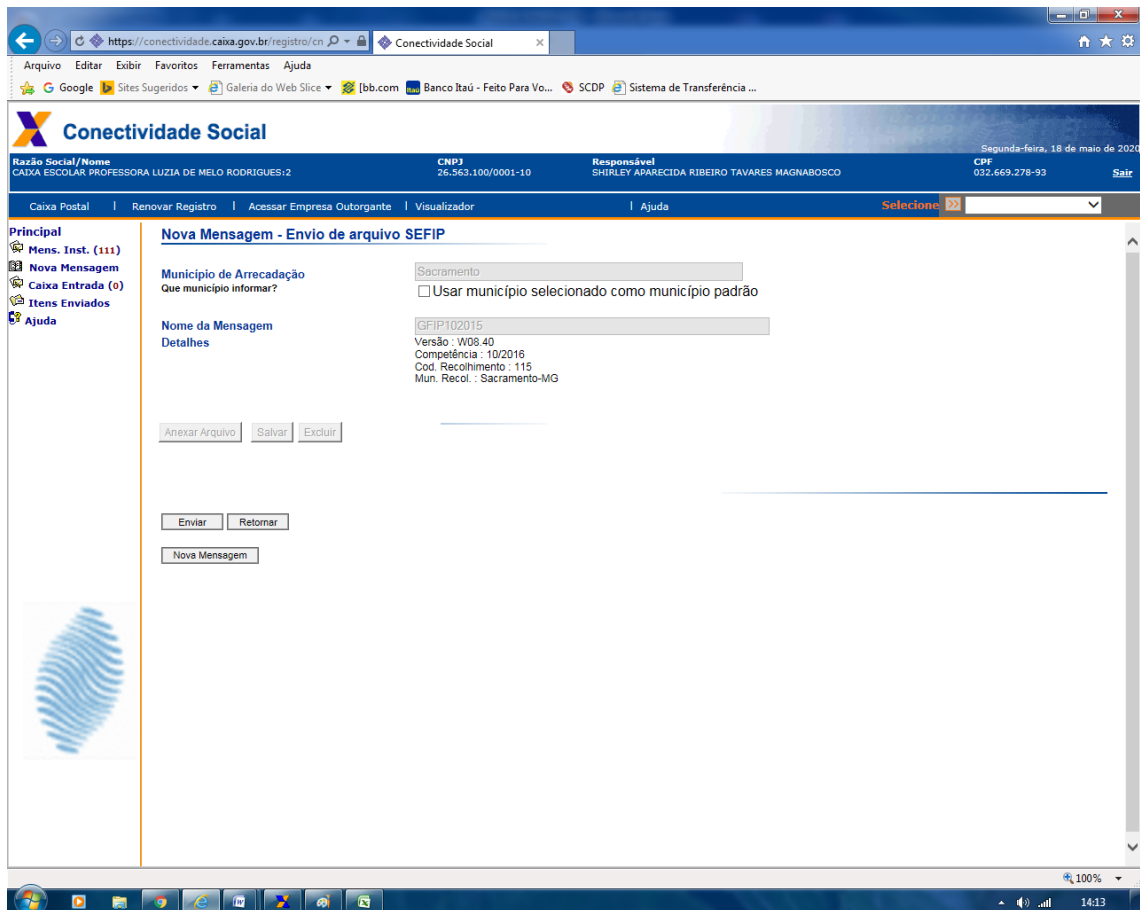 https://conectividade.caixa.gov.br/registro/cn
Conectividade Social
Arquivo Editar Exibir Favoritos Ferramentas Ajuda
Google Sites Sugeridos Galeria do Web Slice [bb.com Banco Itaú - Feito Para Vo... SCDP Sistema de Transferência ...
Conectividade Social
Segunda-feira, 18 de maio de 2020
Razão Social/Nome CNPJ Responsável CPF
CAIXA ESCOLAR PROFESSORA LUZIA DE MELO RODRIGUES:2 26.563.100/0001-10 SHIRLEY APARECIDA RIBEIRO TAVARES MAGNABOSCO 032.669.278-93 Sair
Caixa Postal | Renovar Registro | Acessar Empresa Outorgante | Visualizador | Ajuda Selecione
Principal
Mens. Inst. (111)
Nova Mensagem
Caixa Entrada (0)
Itens Enviados
Ajuda
Nova Mensagem - Envio de arquivo SEFIP
Município de Arrecadação Sacramento
Que município informar? Usar município selecionado como município padrão
Nome da Mensagem GFIP102015
Detalhes Versão : W08.40
Competência : 10/2016
Cod. Recolhimento : 115
Mun. Recol. : Sacramento-MG
Anexar Arquivo Salvar Excluir
Enviar Retornar
Nova Mensagem
100%
14:13